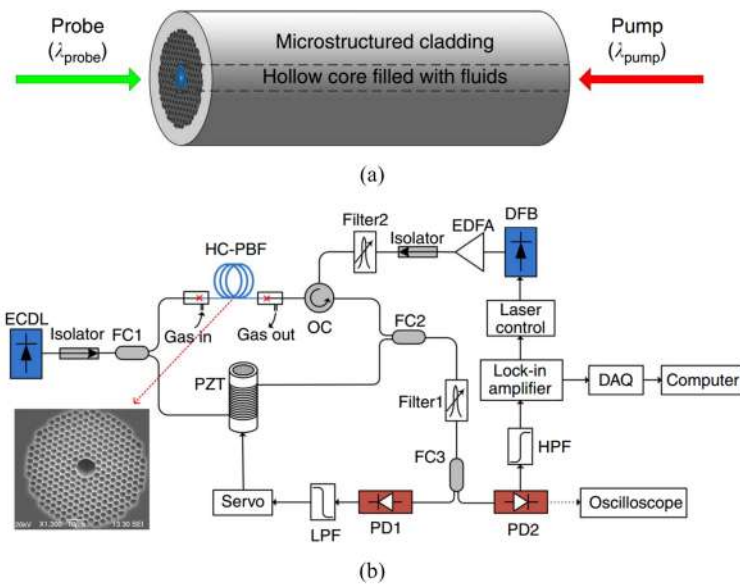 Probe
(λprobe)
Pump
(λpump)
Microstructured cladding
Hollow core filled with fluids
(a)
HC-PBF
Filter2
Isolator
EDFA
DFB
ECDL
Isolator
FC1
Gas in
Gas out
OC
FC2
Laser
control
PZT
Filter1
Lock-in
amplifier
DAQ
Computer
HPF
FC3
Servo
LPF
PD1
PD2
Oscilloscope
(b)